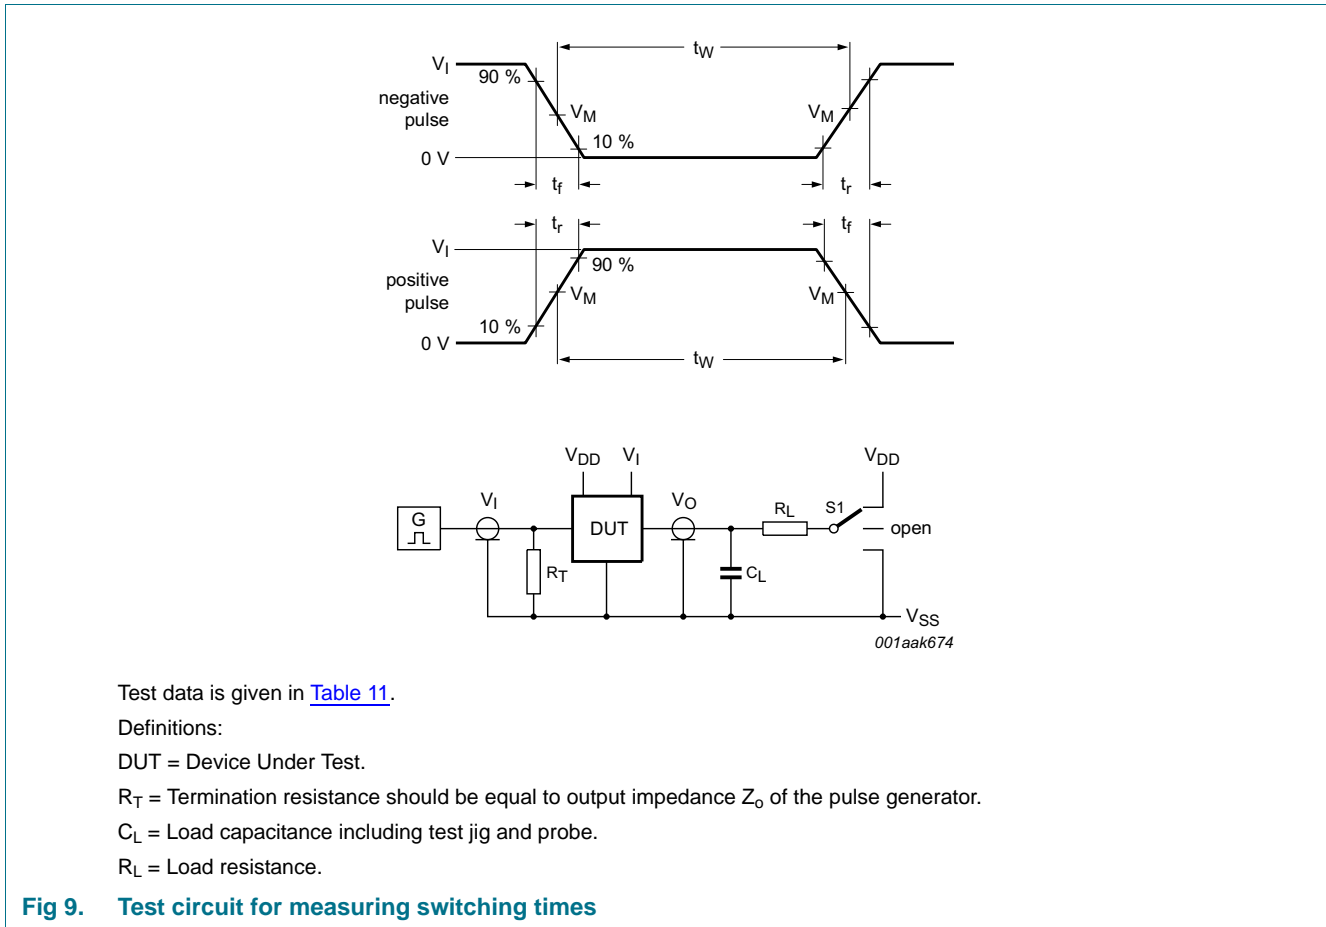 tW
VI
90 %
negative
pulse
VM
VM
10 %
0 V
tf
tr
tr
tf
VI
90 %
positive
pulse
VM
VM
10 %
0 V
tW
VDD
VI
VDD
VI
VO
RL
S1
G
DUT
open
RT
CL
VSS
001aak674
Test data is given in Table 11.
Definitions:
DUT = Device Under Test.
RT = Termination resistance should be equal to output impedance Zo of the pulse generator.
CL = Load capacitance including test jig and probe.
RL = Load resistance.
Fig 9. Test circuit for measuring switching times